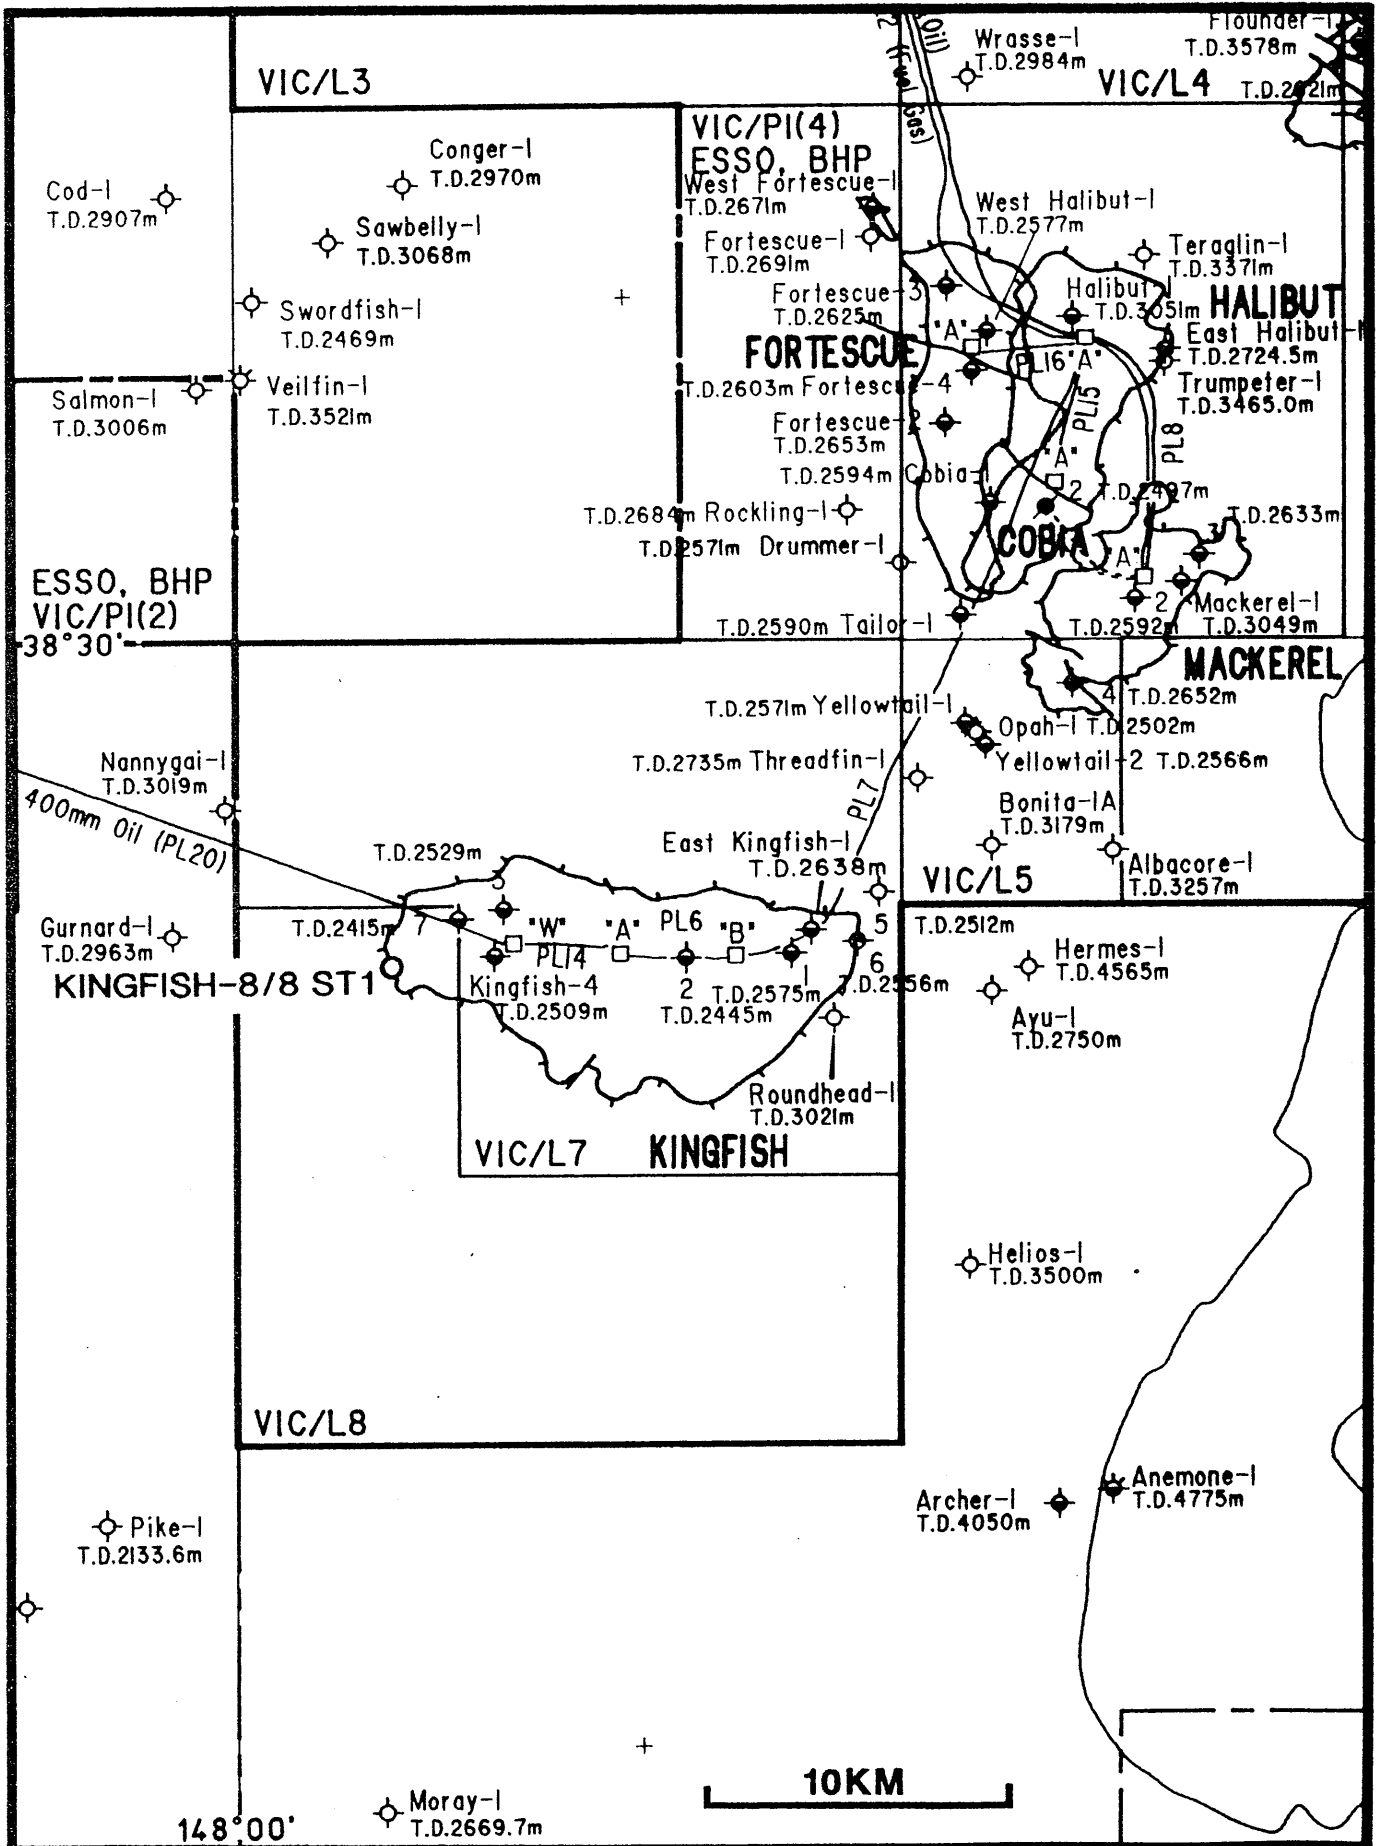 Flounder-1
T.D.3578m
Wrasse-1
T.D.2984m
Oil)
2 (Fuel Gas)
VIC/L3
VIC/L4
T.D.2621m
VIC/P1(4)
ESSO, BHP
Conger-1
T.D.2970m
Cod-1
T.D.2907m
West Fortescue-1
T.D.2671m
West Halibut-1
T.D.2577m
Sawbelly-1
T.D.3068m
Fortescue-1
T.D.2691m
Teraglin-1
T.D.3371m
Swordfish-1
T.D.2469m
Fortescue-3
T.D.2625m
Halibut-1
T.D.3051m
HALIBUT
"A"
1
East Halibut-1
T.D.2724.5m
FORTESCUE
PL16
"A"
Veilfin-1
T.D.3521m
Salmon-1
T.D.3006m
T.D.2603m Fortescue-4
Trumpeter-1
T.D.3465.0m
PL15
PL8
Fortescue-2
T.D.2653m
"A"
T.D.2594m Cobia-1
2 T.D.2497m
T.D.2684m Rockling-1
T.D.2633m
3
T.D.2571m Drummer-1
COBIA
"A"
ESSO, BHP
VIC/P1(2)
2
Mackerel-1
T.D.3049m
T.D.2590m Tailor-1
T.D.2592m
38°30'
MACKEREL
4 T.D.2652m
T.D.2571m Yellowtail-1
Opah-1 T.D.2502m
Yellowtail-2 T.D.2566m
Nannygai-1
T.D.3019m
T.D.2735m Threadfin-1
PL7
400mm Oil (PL20)
Bonita-1A
T.D.3179m
East Kingfish-1
T.D.2638m
T.D.2529m
3
Albacore-1
T.D.3257m
VIC/L5
T.D.2415m 7
T.D.2512m
5
Gurnard-1
T.D.2963m
"W"
"A"
PL6
"B"
PL14
6
Hermes-1
T.D.4565m
KINGFISH-8/8 ST1
Kingfish-4
T.D.2509m
2
T.D.2445m
T.D.2575m
1
T.D.2556m
Ayu-1
T.D.2750m
Roundhead-1
T.D.3021m
VIC/L7
KINGFISH
Helios-1
T.D.3500m
VIC/L8
Archer-1
T.D.4050m
Anemone-1
T.D.4775m
Pike-1
T.D.2133.6m
10KM
Moray-1
T.D.2669.7m
148°00'